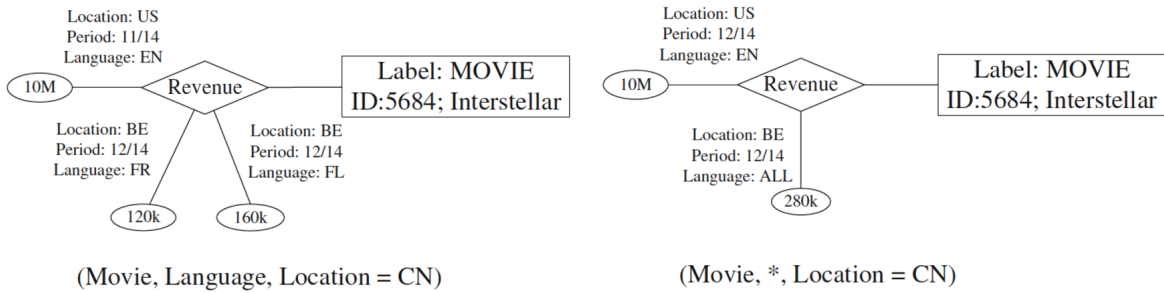 Location: US
Period: 11/14
Language: EN
10M
Revenue
Label: MOVIE
ID:5684; Interstellar
Location: BE
Period: 12/14
Language: FR
Location: BE
Period: 12/14
Language: FL
120k
160k
(Movie, Language, Location = CN)
Location: US
Period: 12/14
Language: EN
10M
Revenue
Label: MOVIE
ID:5684; Interstellar
Location: BE
Period: 12/14
Language: ALL
280k
(Movie, *, Location = CN)